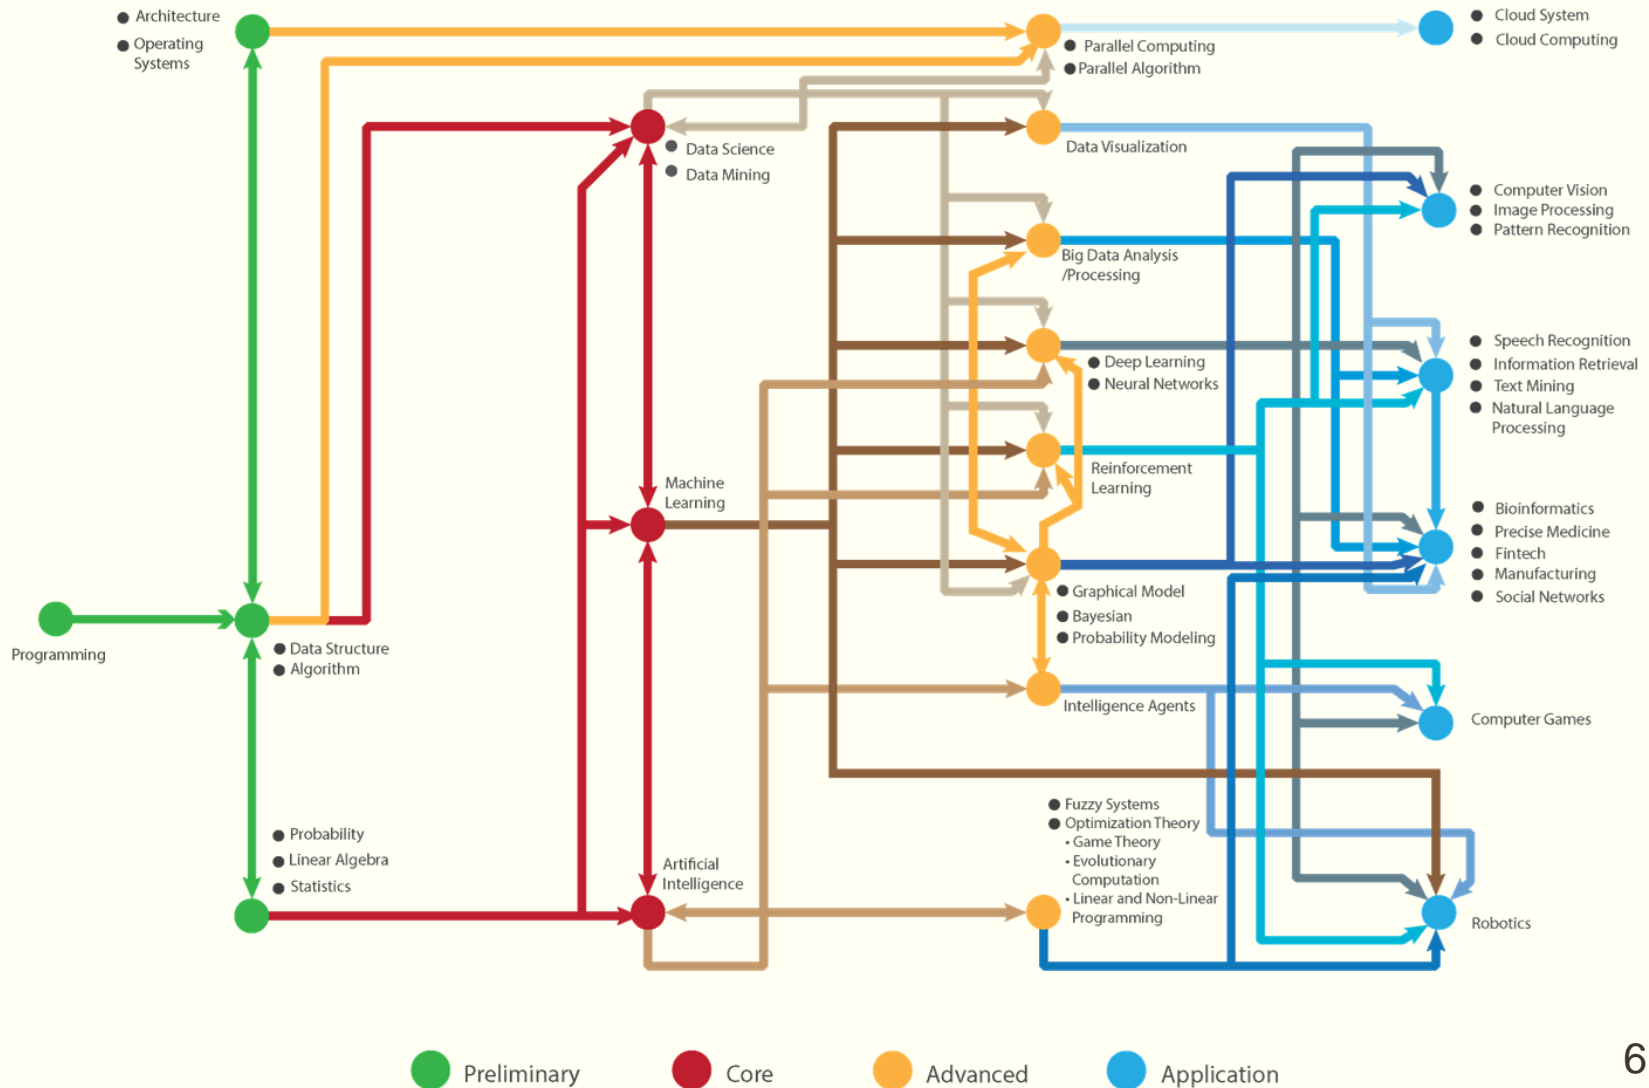 Architecture
Operating
Systems
Parallel Computing
Parallel Algorithm
Cloud System
Cloud Computing
Data Science
Data Mining
Data Visualization
Computer Vision
Image Processing
Pattern Recognition
Big Data Analysis
/Processing
Deep Learning
Neural Networks
Speech Recognition
Information Retrieval
Text Mining
Natural Language
Processing
Machine
Learning
Reinforcement
Learning
Bioinformatics
Precise Medicine
Fintech
Manufacturing
Social Networks
Programming
Data Structure
Algorithm
Graphical Model
Bayesian
Probability Modeling
Intelligence Agents
Computer Games
Probability
Linear Algebra
Statistics
Artificial
Intelligence
Fuzzy Systems
Optimization Theory
• Game Theory
• Evolutionary
Computation
• Linear and Non-Linear
Programming
Robotics
Preliminary
Core
Advanced
Application
6